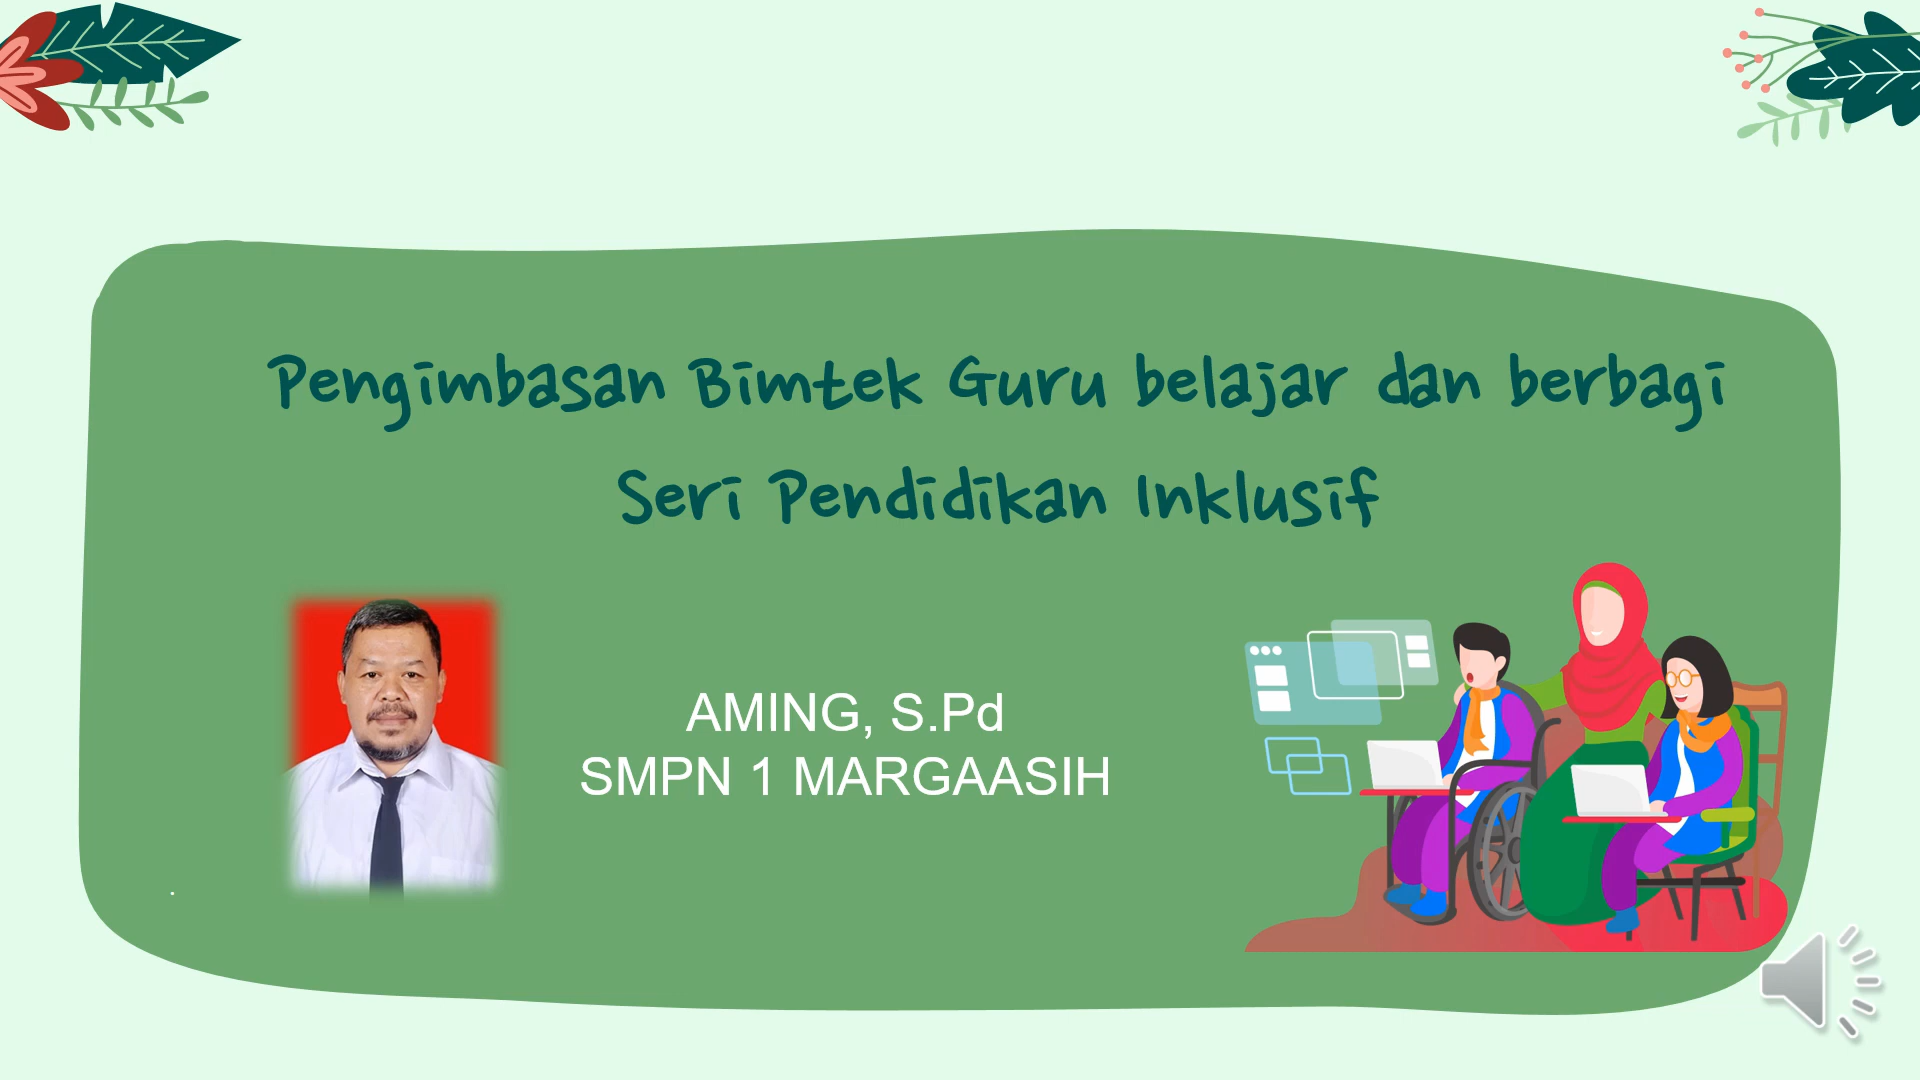 Pengimbasan Bimtek Guru belajar dan berbagi
Seri Pendidikan Inklusif
AMING, S.Pd
SMPN 1 MARGAASIH